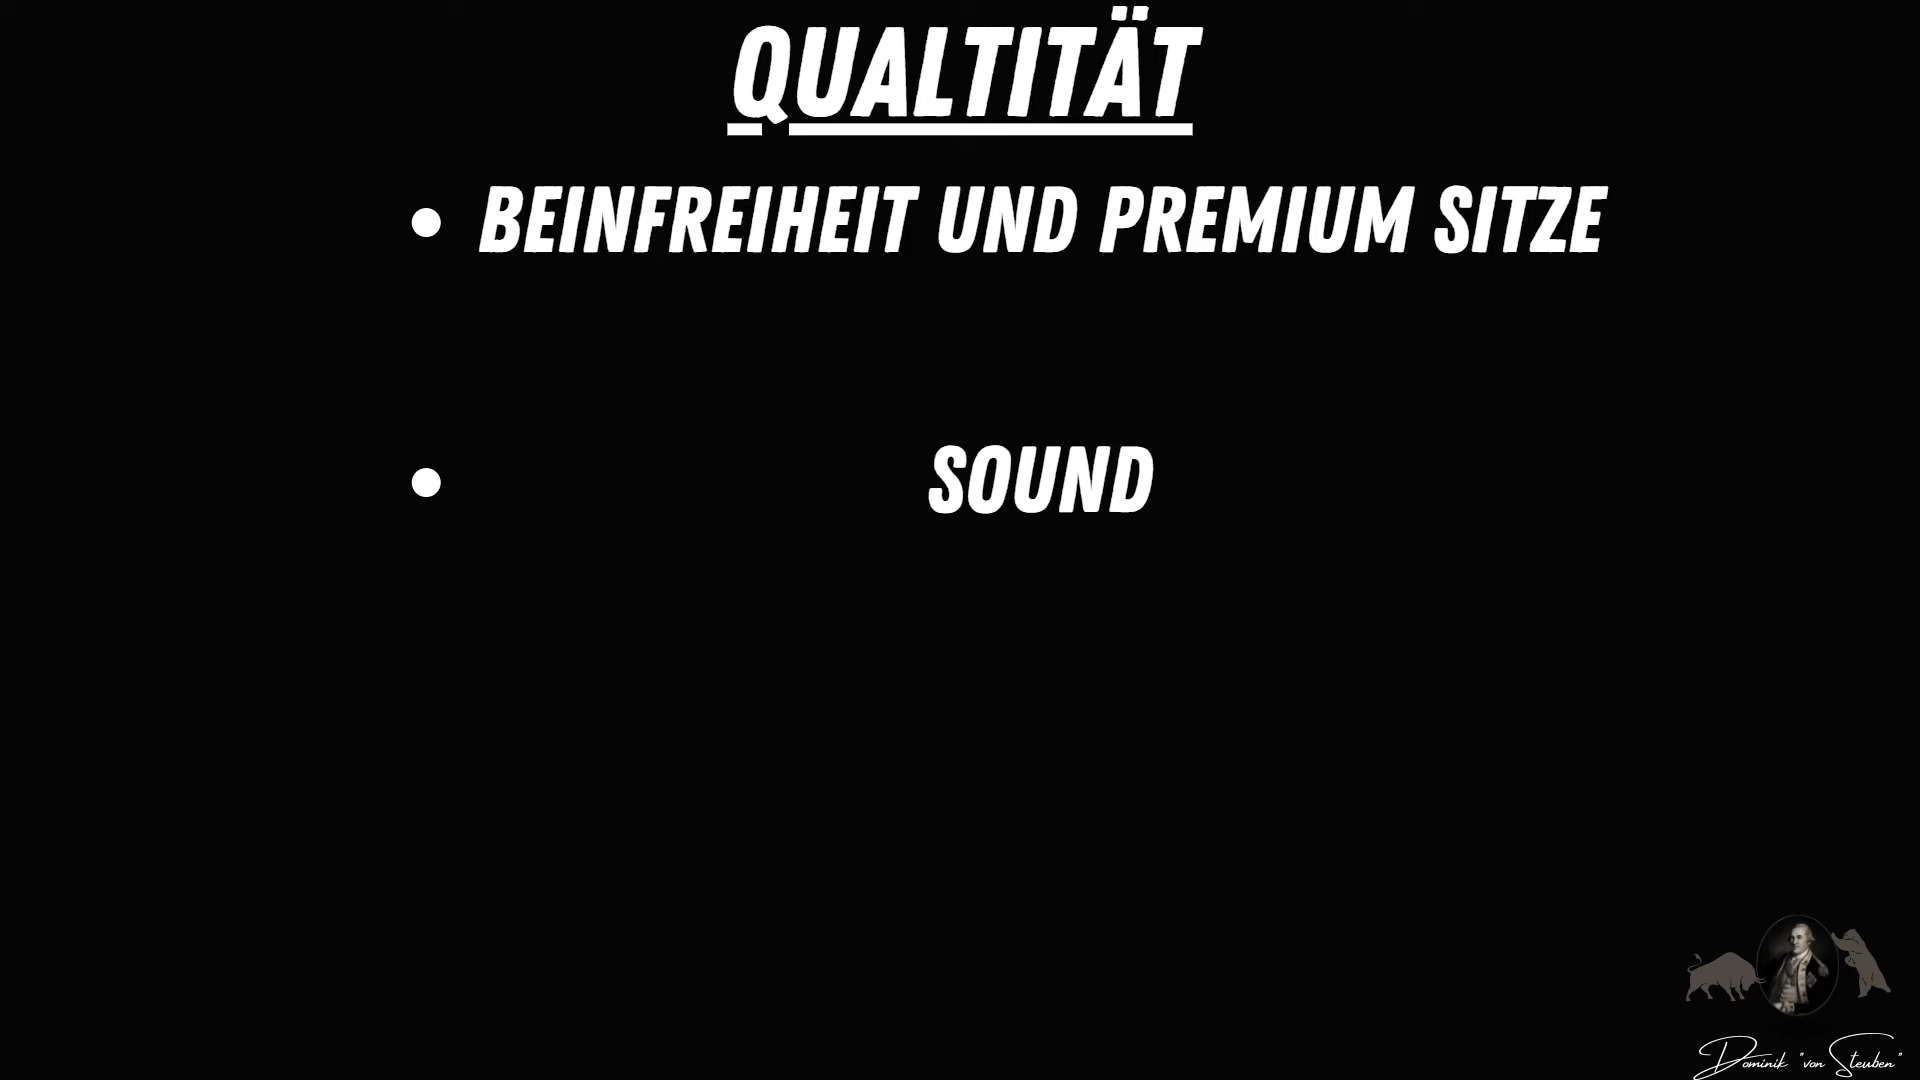 QUALTITÄT
• BEINFREIHEIT UND PREMIUM SITZE
• SOUND
Dominik "von Steuben"